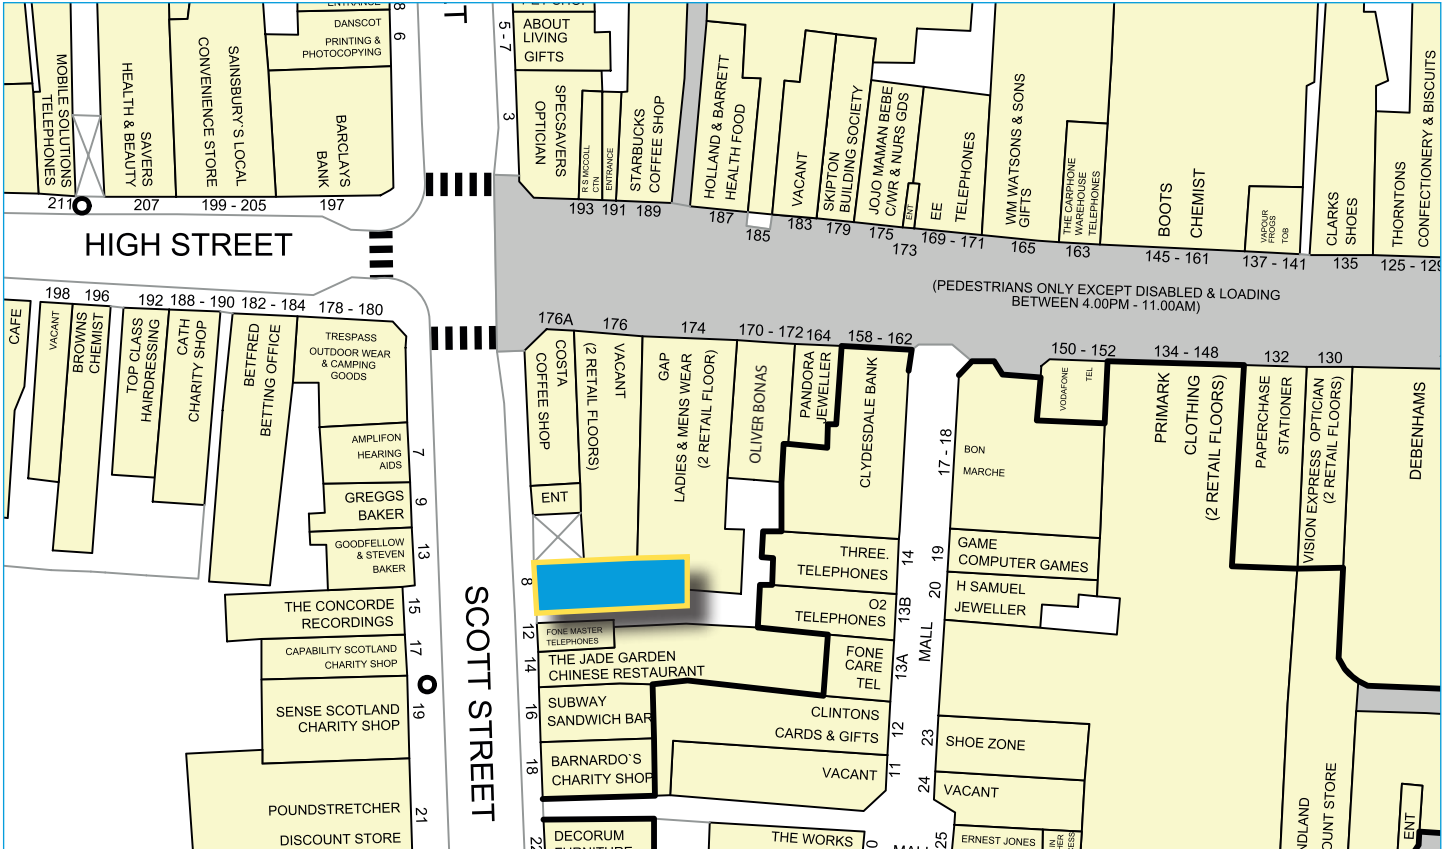 ENTRANCE
DANSCOT
PRINTING &
PHOTOCOPYING
8
6
5 - 7
ABOUT
LIVING
GIFTS
3
MOBILE SOLUTIONS
TELEPHONES
HEALTH & BEAUTY
SAVERS
CONVENIENCE STORE
SAINSBURY`S LOCAL
BARCLAYS
BANK
SPECSAVERS
OPTICIAN
R S MCCOLL
CTN
ENTRANCE
STARBUCKS
COFFEE SHOP
HOLLAND & BARRETT
HEALTH FOOD
VACANT
SKIPTON
BUILDING SOCIETY
JOJO MAMAN BEBE
C/WR & NURS GDS
ENT
EE
TELEPHONES
WM WATSONS & SONS
GIFTS
THE CARPHONE
WAREHOUSE
TELEPHONES
BOOTS
CHEMIST
VAPOUR
FROGS
TOB
CLARKS
SHOES
THORNTONS
CONFECTIONERY & BISCUITS
211
207
199 - 205
197
193
191
189
187
185
183
179
175
173
169 - 171
165
163
145 - 161
137 - 141
135
125 - 129
HIGH STREET
(PEDESTRIANS ONLY EXCEPT DISABLED & LOADING
BETWEEN 4.00PM - 11.00AM)
198
196
192
188 - 190
182 - 184
178 - 180
176A
176
174
170 - 172
164
158 - 162
150 - 152
134 - 148
132
130
CAFE
VACANT
BROWNS
CHEMIST
TOP CLASS
HAIRDRESSING
CATH
CHARITY SHOP
BETFRED
BETTING OFFICE
TRESPASS
OUTDOOR WEAR
& CAMPING
GOODS
AMPLIFON
HEARING
AIDS
7
GREGGS
BAKER
9
GOODFELLOW
& STEVEN
BAKER
13
THE CONCORDE
RECORDINGS
15
CAPABILITY SCOTLAND
CHARITY SHOP
17
SENSE SCOTLAND
CHARITY SHOP
19
POUNDSTRETCHER
DISCOUNT STORE
21
SCOTT STREET
COSTA
COFFEE SHOP
ENT
VACANT
(2 RETAIL FLOORS)
GAP
LADIES & MENS WEAR
(2 RETAIL FLOOR)
OLIVER BONAS
PANDORA
JEWELLER
CLYDESDALE BANK
8
12
FONE MASTER
TELEPHONES
14
THE JADE GARDEN
CHINESE RESTAURANT
16
SUBWAY
SANDWICH BAR
18
BARNARDO`S
CHARITY SHOP
22
DECORUM
FURNITURE
THREE.
TELEPHONES
14
O2
TELEPHONES
13B
FONE
CARE
TEL
13A
CLINTONS
CARDS & GIFTS
12
VACANT
11
THE WORKS
MALL
17 - 18
BON
MARCHE
VODAFONE
TEL
PRIMARK
CLOTHING
(2 RETAIL FLOORS)
PAPERCHASE
STATIONER
VISION EXPRESS OPTICIAN
(2 RETAIL FLOORS)
DEBENHAMS
19
GAME
COMPUTER GAMES
20
H SAMUEL
JEWELLER
23
SHOE ZONE
24
VACANT
25
ERNEST JONES
ENT